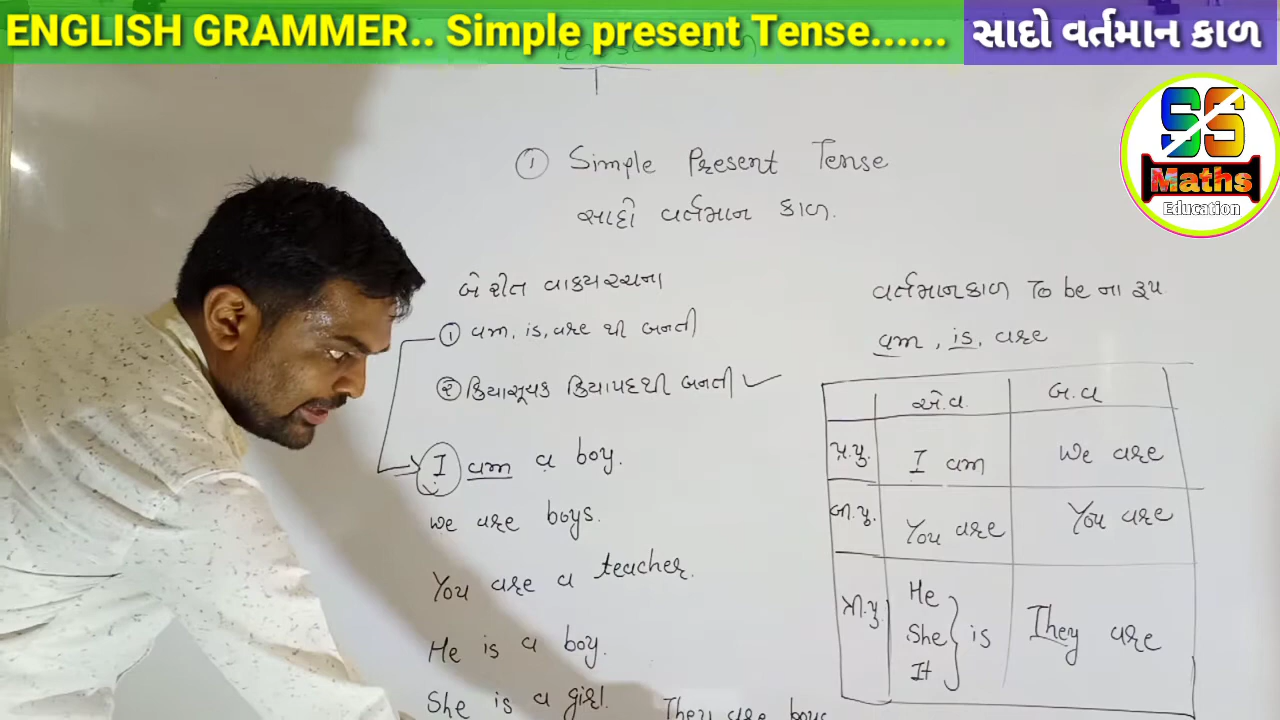 ENGLISH GRAMMER.. Simple present Tense......
સાદો વર્તમાન કાળ
SS
Maths
Education
① Simple Present Tense
સાદો વર્તમાન કાળ.
બે રીત વાક્યરચના
① am, is, are થી બનતી
② ક્રિયાસૂચક ક્રિયાપદથી બનતી
I am a boy.
We are boys.
You are a teacher.
He is a boy.
She is a girl.
They are boys
વર્તમાનકાળ To be ના રૂપ
am, is, are
એ.વ. બ.વ
પ્ર.પુ. I am We are
બી.પુ. You are You are
ત્રી.પુ He She It } is They are